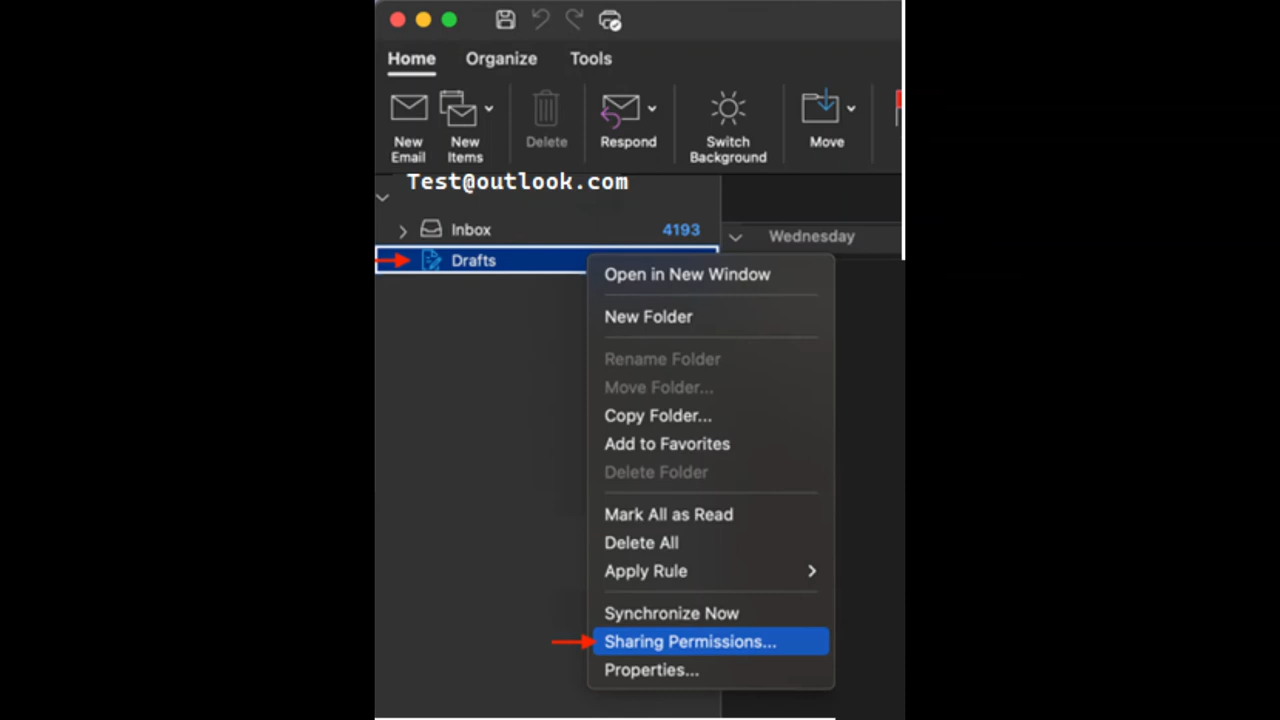 Home Organize Tools
New Email New Items Delete Respond Switch Background Move
Test@outlook.com
Inbox 4193
Wednesday
Drafts
Open in New Window
New Folder
Rename Folder
Move Folder...
Copy Folder...
Add to Favorites
Delete Folder
Mark All as Read
Delete All
Apply Rule
Synchronize Now
Sharing Permissions...
Properties...